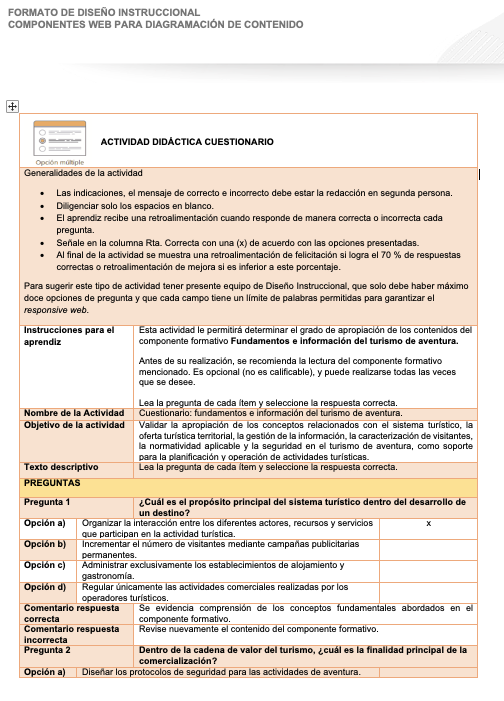 FORMATO DE DISEÑO INSTRUCCIONAL
COMPONENTES WEB PARA DIAGRAMACIÓN DE CONTENIDO
Opción múltiple
ACTIVIDAD DIDÁCTICA CUESTIONARIO
Generalidades de la actividad
• Las indicaciones, el mensaje de correcto e incorrecto debe estar la redacción en segunda persona.
• Diligenciar solo los espacios en blanco.
• El aprendiz recibe una retroalimentación cuando responde de manera correcta o incorrecta cada
pregunta.
• Señale en la columna Rta. Correcta con una (x) de acuerdo con las opciones presentadas.
• Al final de la actividad se muestra una retroalimentación de felicitación si logra el 70 % de respuestas
correctas o retroalimentación de mejora si es inferior a este porcentaje.
Para sugerir este tipo de actividad tener presente equipo de Diseño Instruccional, que solo debe haber máximo
doce opciones de pregunta y que cada campo tiene un límite de palabras permitidas para garantizar el
responsive web.
Instrucciones para el
aprendiz
Esta actividad le permitirá determinar el grado de apropiación de los contenidos del
componente formativo Fundamentos e información del turismo de aventura.
Antes de su realización, se recomienda la lectura del componente formativo
mencionado. Es opcional (no es calificable), y puede realizarse todas las veces
que se desee.
Lea la pregunta de cada ítem y seleccione la respuesta correcta.
Nombre de la Actividad
Cuestionario: fundamentos e información del turismo de aventura.
Objetivo de la actividad
Validar la apropiación de los conceptos relacionados con el sistema turístico, la
oferta turística territorial, la gestión de la información, la caracterización de visitantes,
la normatividad aplicable y la seguridad en el turismo de aventura, como soporte
para la planificación y operación de actividades turísticas.
Texto descriptivo
Lea la pregunta de cada ítem y seleccione la respuesta correcta.
PREGUNTAS
Pregunta 1
¿Cuál es el propósito principal del sistema turístico dentro del desarrollo de
un destino?
Opción a)
Organizar la interacción entre los diferentes actores, recursos y servicios
que participan en la actividad turística.
x
Opción b)
Incrementar el número de visitantes mediante campañas publicitarias
permanentes.
Opción c)
Administrar exclusivamente los establecimientos de alojamiento y
gastronomía.
Opción d)
Regular únicamente las actividades comerciales realizadas por los
operadores turísticos.
Comentario respuesta
correcta
Se evidencia comprensión de los conceptos fundamentales abordados en el
componente formativo.
Comentario respuesta
incorrecta
Revise nuevamente el contenido del componente formativo.
Pregunta 2
Dentro de la cadena de valor del turismo, ¿cuál es la finalidad principal de la
comercialización?
Opción a)
Diseñar los protocolos de seguridad para las actividades de aventura.